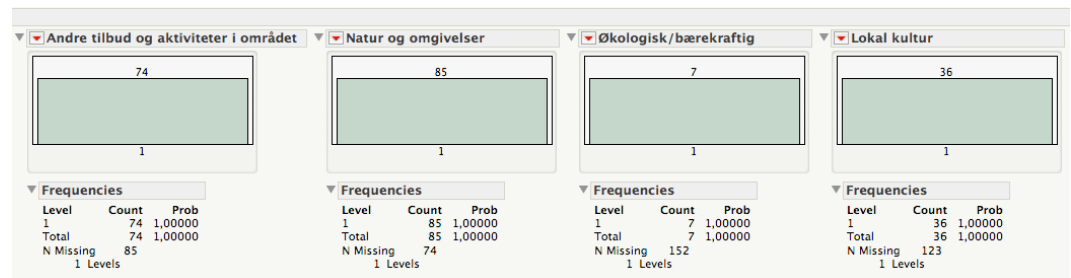 Andre tilbud og aktiviteter i området
74
1
Frequencies
Level Count Prob
1 74 1,00000
Total 74 1,00000
N Missing 85
1 Levels
Natur og omgivelser
85
1
Frequencies
Level Count Prob
1 85 1,00000
Total 85 1,00000
N Missing 74
1 Levels
Økologisk/bærekraftig
7
1
Frequencies
Level Count Prob
1 7 1,00000
Total 7 1,00000
N Missing 152
1 Levels
Lokal kultur
36
1
Frequencies
Level Count Prob
1 36 1,00000
Total 36 1,00000
N Missing 123
1 Levels